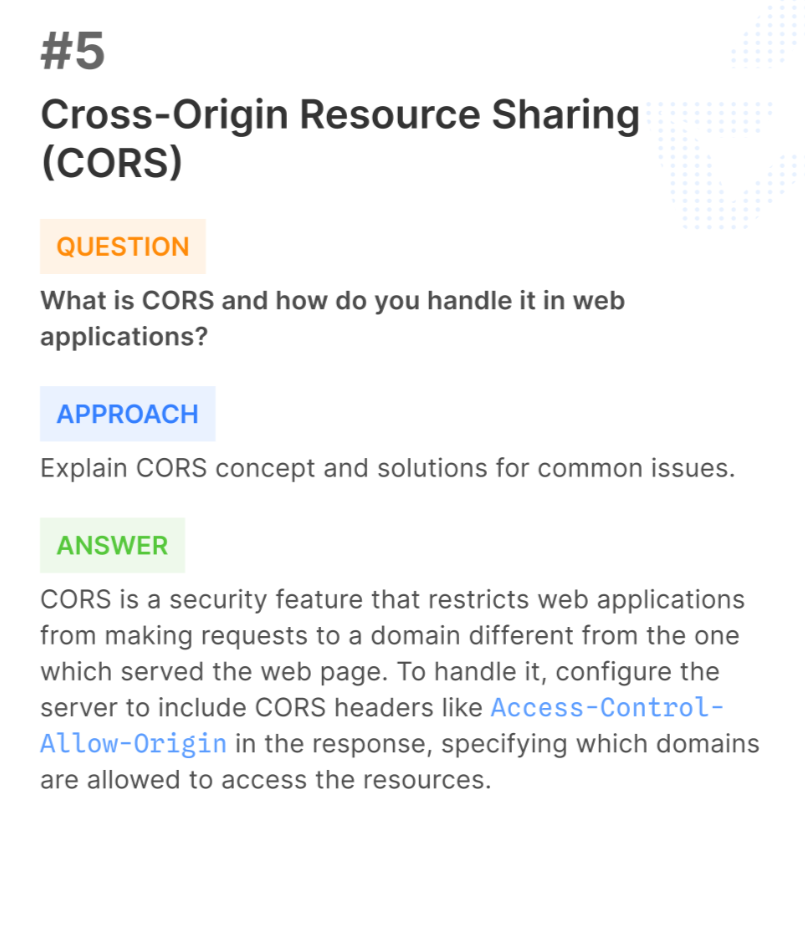 #5
Cross-Origin Resource Sharing
(CORS)
QUESTION
What is CORS and how do you handle it in web
applications?
APPROACH
Explain CORS concept and solutions for common issues.
ANSWER
CORS is a security feature that restricts web applications
from making requests to a domain different from the one
which served the web page. To handle it, configure the
server to include CORS headers like Access-Control-
Allow-Origin in the response, specifying which domains
are allowed to access the resources.